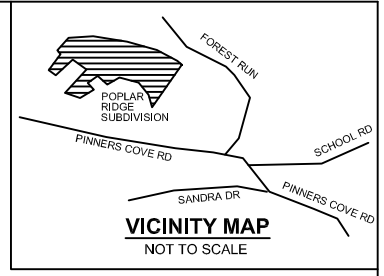 FOREST RUN
POPLAR
RIDGE
SUBDIVISION
PINNERS COVE RD
SCHOOL RD
SANDRA DR
PINNERS COVE RD
VICINITY MAP
NOT TO SCALE